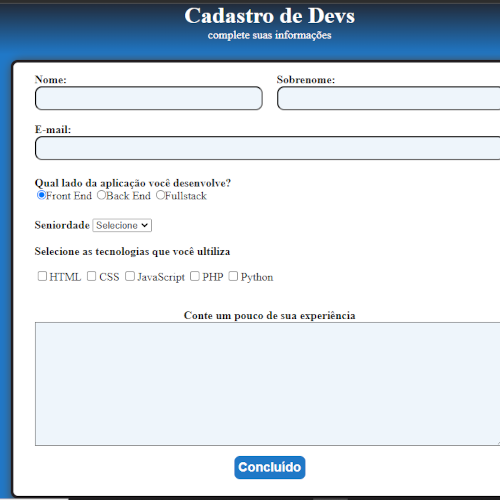 Cadastro de Devs
complete suas informações
Nome: Sobrenome:
E-mail:
Qual lado da aplicação você desenvolve?
Front End Back End Fullstack
Seniordade Selecione
Selecione as tecnologias que você ultiliza
HTML CSS JavaScript PHP Python
Conte um pouco de sua experiência
Concluído